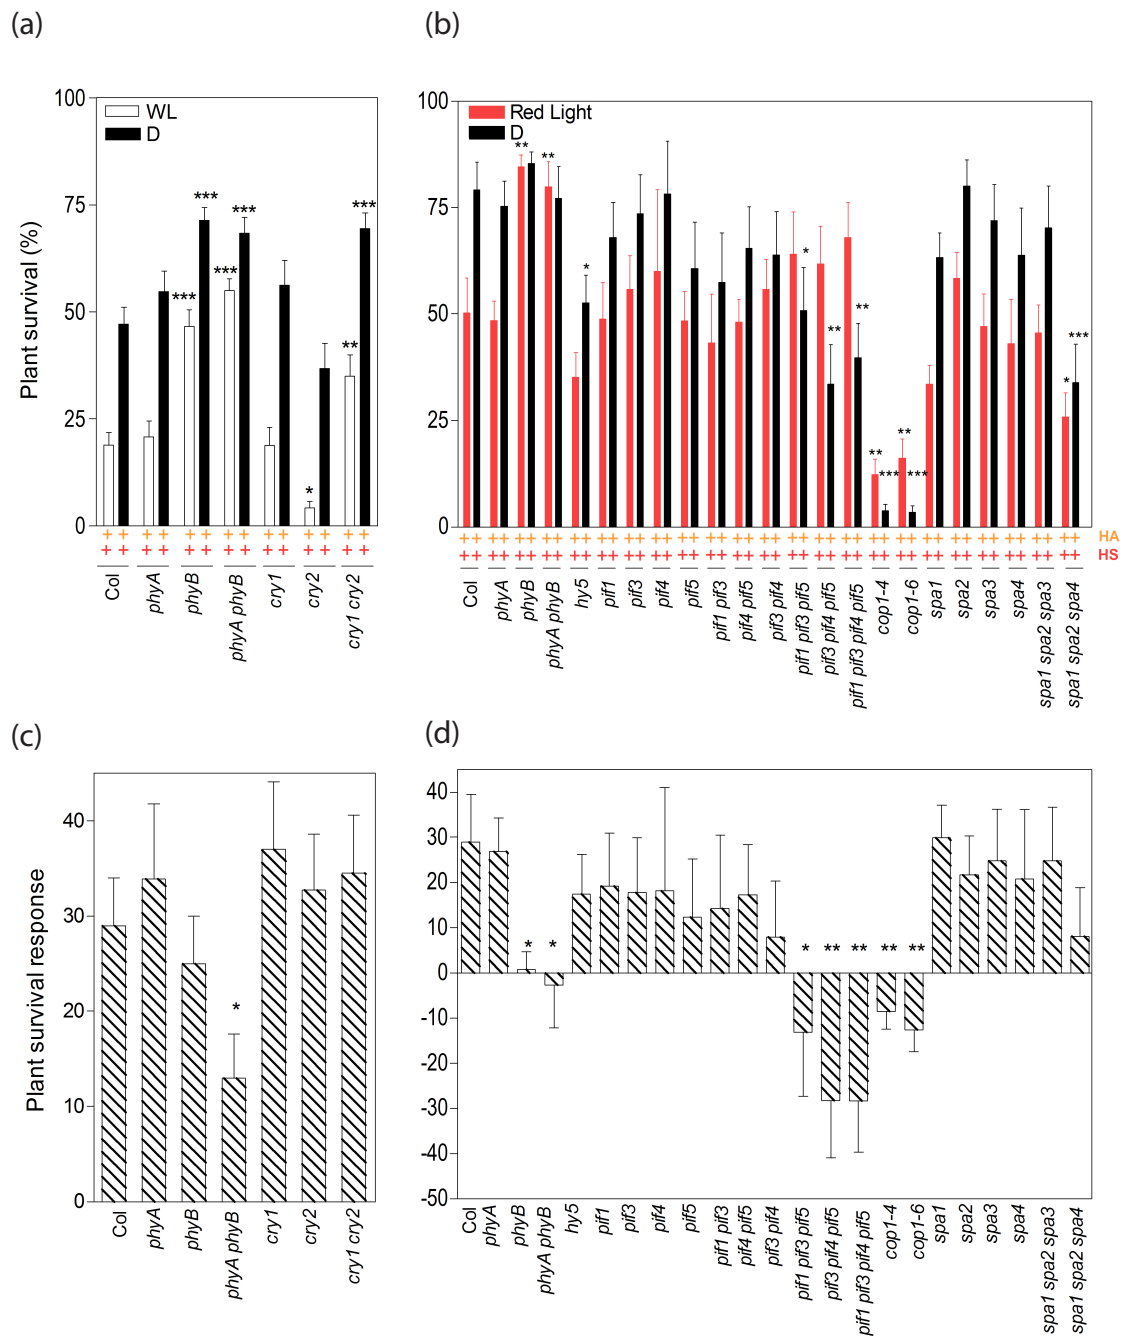 (a)
(b)
100
75
50
25
0
Plant survival (%)
WL
D
*** *** *** *** * ** ***
+ + + + + + + + + + + + + +
+ + + + + + + + + + + + + +
Col phyA phyB phyA phyB cry1 cry2 cry1 cry2
100
75
50
25
0
Red Light
D
** ** * * ** ** ** *** ** *** * ***
++ ++ ++ ++ ++ ++ ++ ++ ++ ++ ++ ++ ++ ++ ++ ++ ++ ++ ++ ++ ++ ++ ++ HA
++ ++ ++ ++ ++ ++ ++ ++ ++ ++ ++ ++ ++ ++ ++ ++ ++ ++ ++ ++ ++ ++ ++ HS
Col phyA phyB phyA phyB hy5 pif1 pif3 pif4 pif5 pif1 pif3 pif4 pif5 pif3 pif4 pif1 pif3 pif5 pif3 pif4 pif5 pif1 pif3 pif4 pif5 cop1-4 cop1-6 spa1 spa2 spa3 spa4 spa1 spa2 spa3 spa1 spa2 spa4
(c)
(d)
40
30
20
10
0
Plant survival response
*
Col phyA phyB phyA phyB cry1 cry2 cry1 cry2
40
30
20
10
0
-10
-20
-30
-40
-50
* * * ** ** ** **
Col phyA phyB phyA phyB hy5 pif1 pif3 pif4 pif5 pif1 pif3 pif4 pif5 pif3 pif4 pif1 pif3 pif5 pif3 pif4 pif5 pif1 pif3 pif4 pif5 cop1-4 cop1-6 spa1 spa2 spa3 spa4 spa1 spa2 spa3 spa1 spa2 spa4